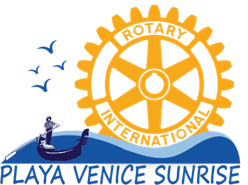 ROTARY
INTERNATIONAL
PLAYA VENICE SUNRISE